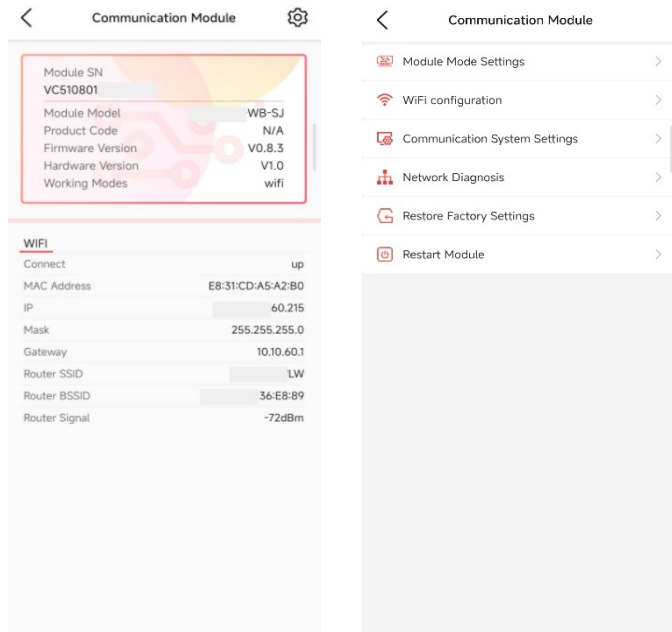 Communication Module
Module SN
VC510801
Module Model WB-SJ
Product Code N/A
Firmware Version V0.8.3
Hardware Version V1.0
Working Modes wifi
WIFI
Connect up
MAC Address E8:31:CD:A5:A2:B0
IP 60.215
Mask 255.255.255.0
Gateway 10.10.60.1
Router SSID LW
Router BSSID 36:E8:89
Router Signal -72dBm
Communication Module
Module Mode Settings
WiFi configuration
Communication System Settings
Network Diagnosis
Restore Factory Settings
Restart Module